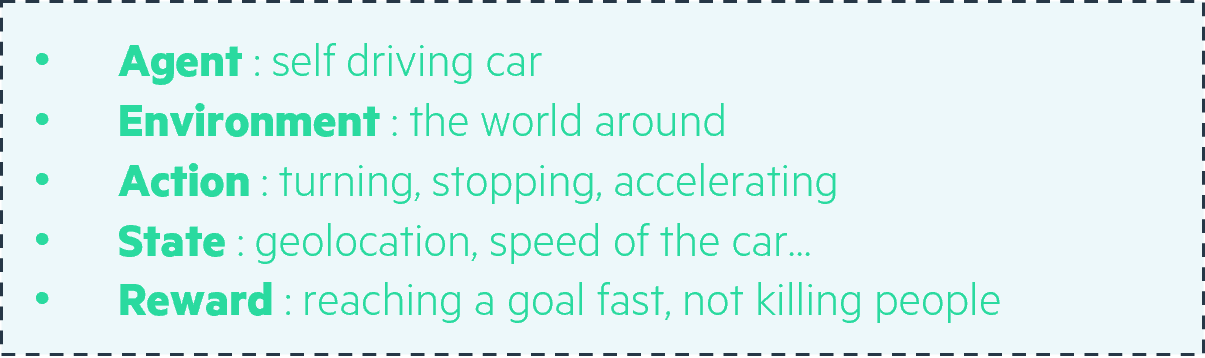 • Agent : self driving car
• Environment : the world around
• Action : turning, stopping, accelerating
• State : geolocation, speed of the car...
• Reward : reaching a goal fast, not killing people